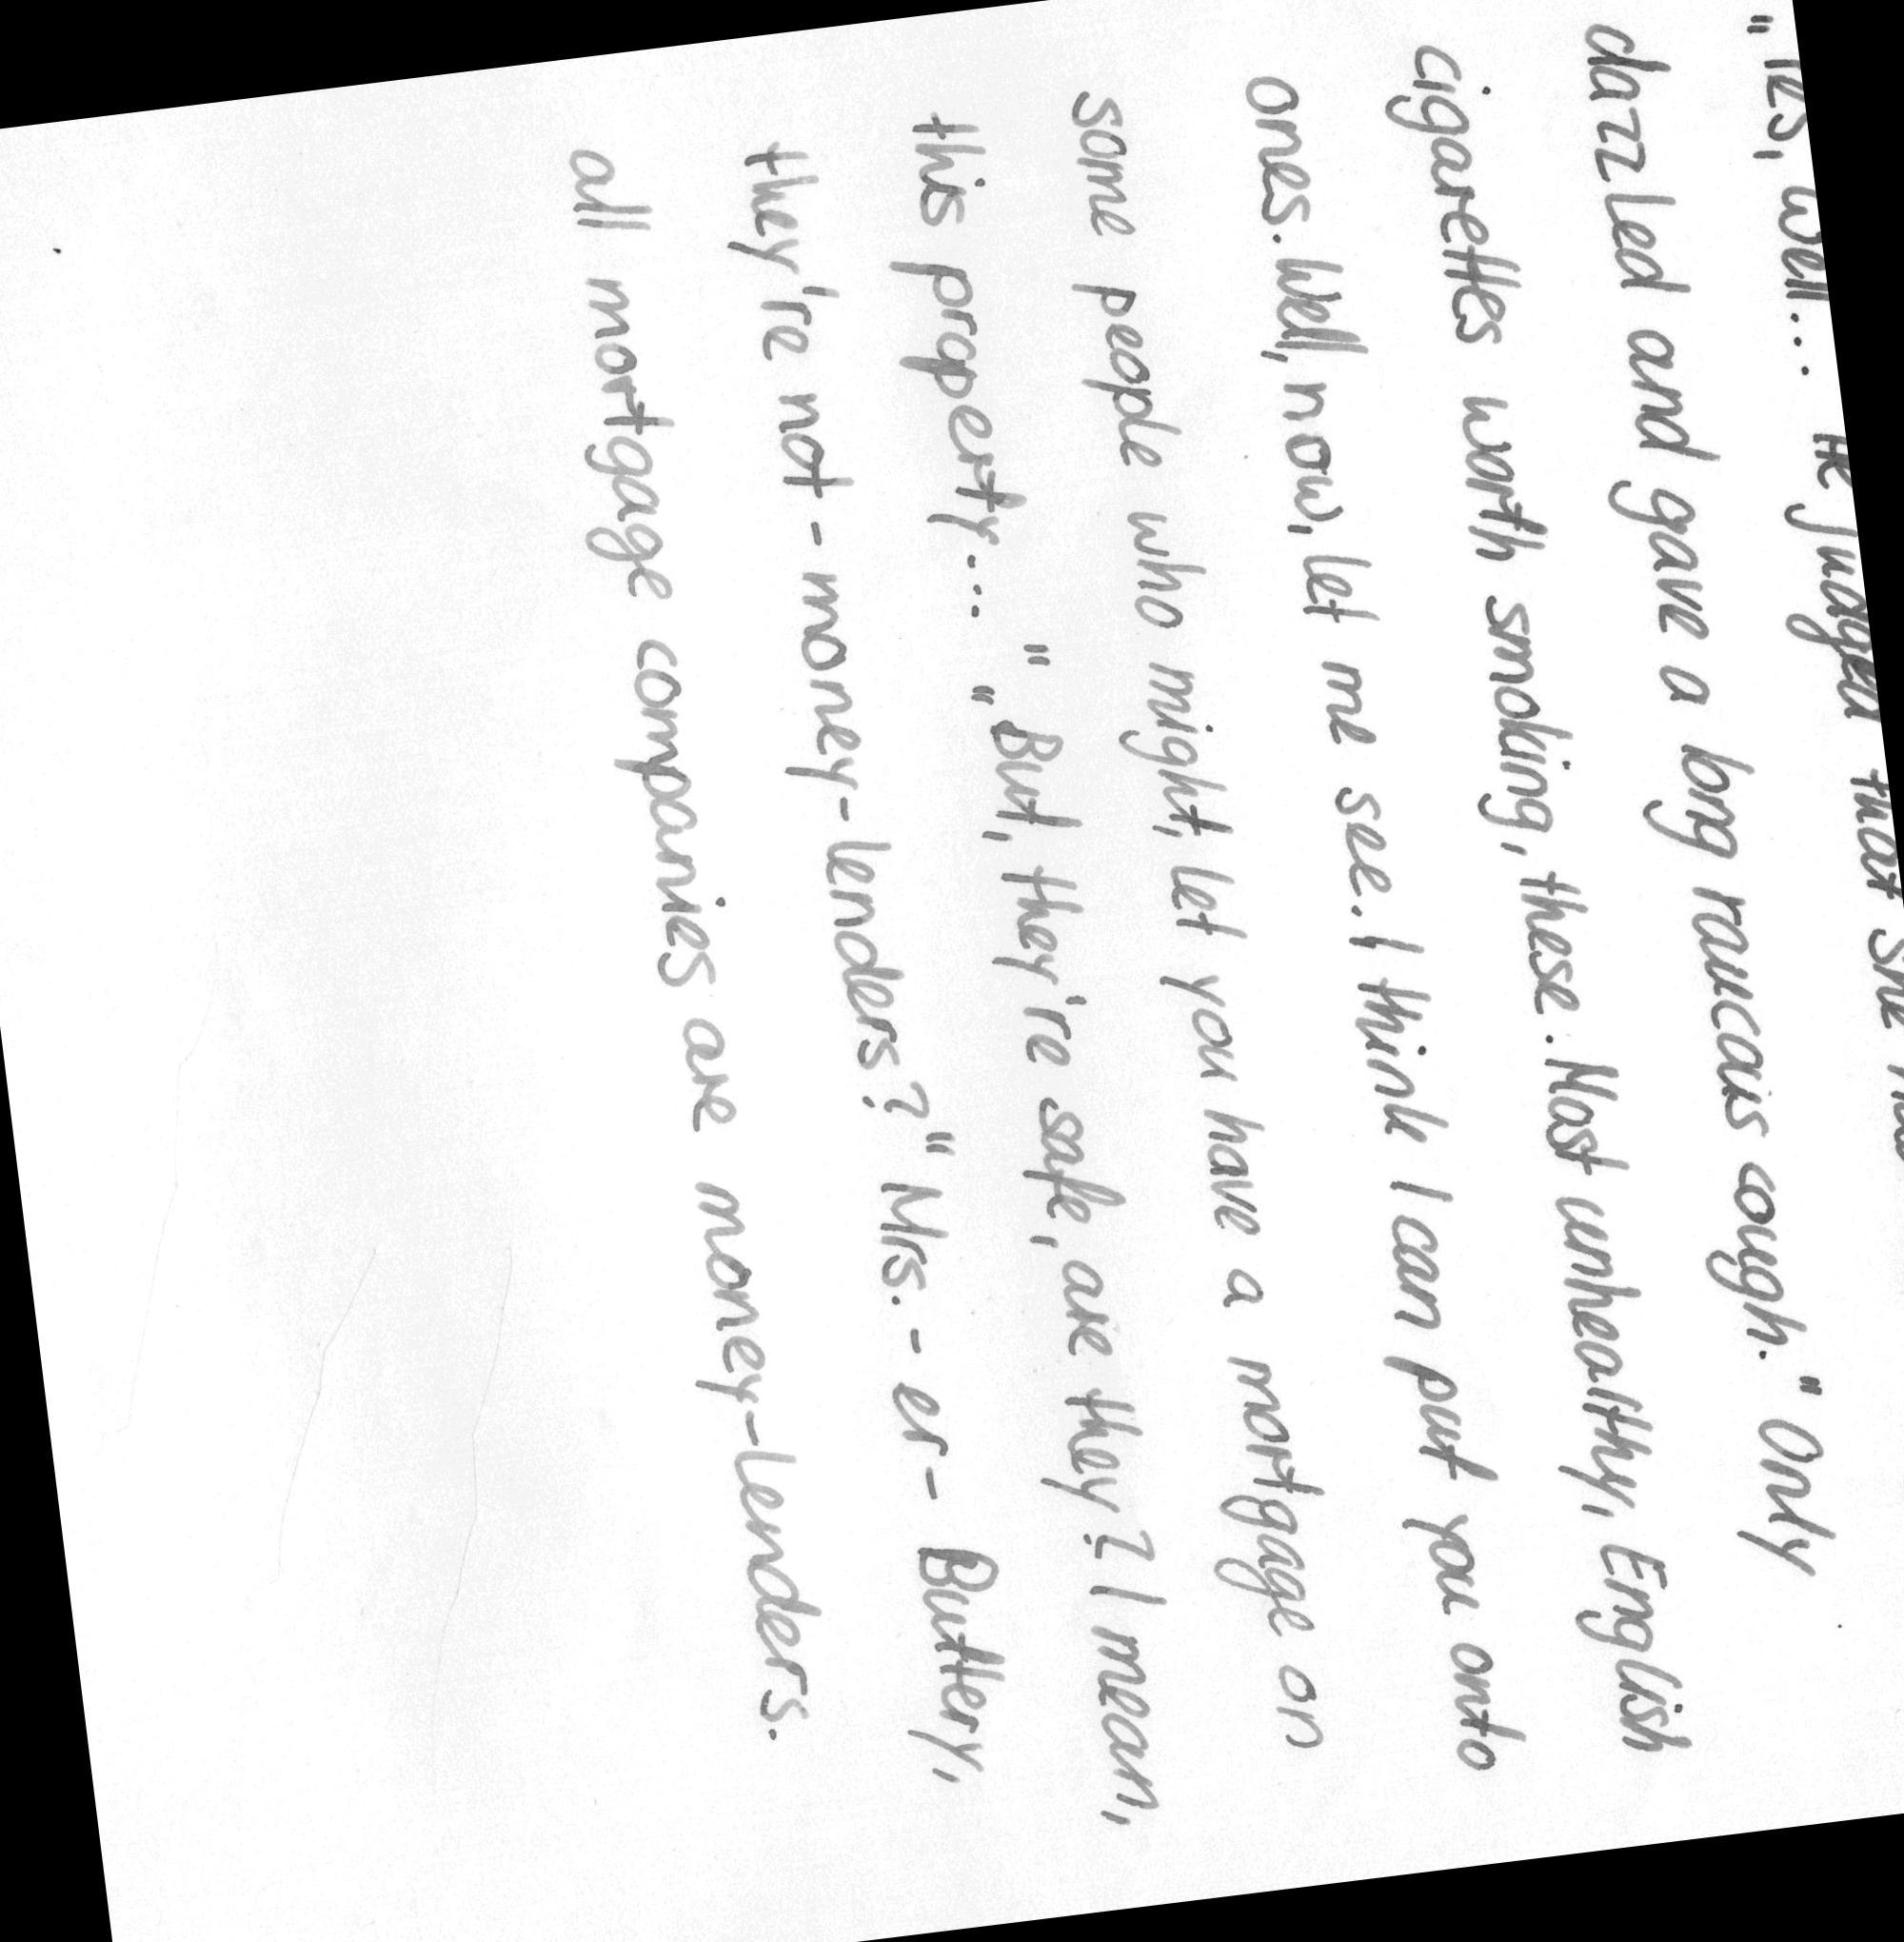 "Yes, well... He judged that she
dazzled and gave a long raucous cough. " Only
cigarettes worth smoking, these. Most unhealthy, English
ones. Well, now, let me see. I think I can put you onto
some people who might, let you have a mortgage on
this property... " "But, they're safe, are they? I mean,
they're not - money-lenders? " Mrs. - er - Buttery,
all mortgage companies are money-lenders.